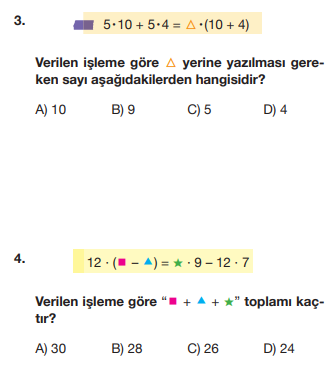 3.
5·10 + 5·4 = △·(10 + 4)
Verilen işleme göre △ yerine yazılması gere-
ken sayı aşağıdakilerden hangisidir?
A) 10 B) 9 C) 5 D) 4
4.
12 · (■ – ▲) = ★ · 9 – 12 · 7
Verilen işleme göre “■ + ▲ + ★” toplamı kaç-
tır?
A) 30 B) 28 C) 26 D) 24